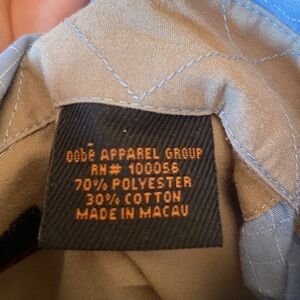 oobe APPAREL GROUP
RN# 100056
70% POLYESTER
30% COTTON
MADE IN MACAU